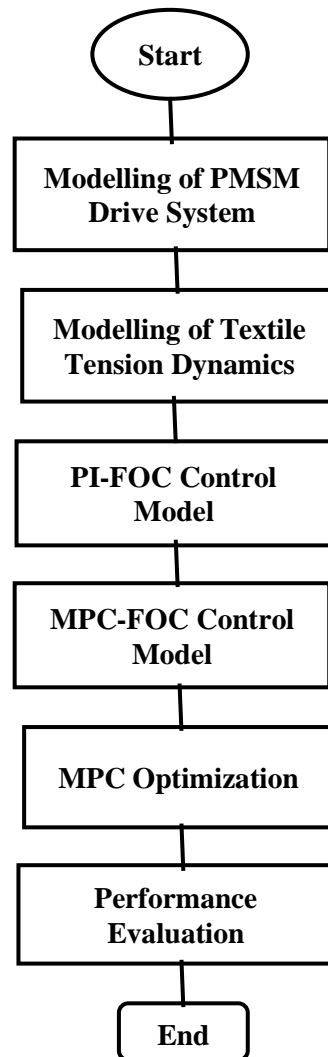 Start
Modelling of PMSM
Drive System
Modelling of Textile
Tension Dynamics
PI-FOC Control
Model
MPC-FOC Control
Model
MPC Optimization
Performance
Evaluation
End